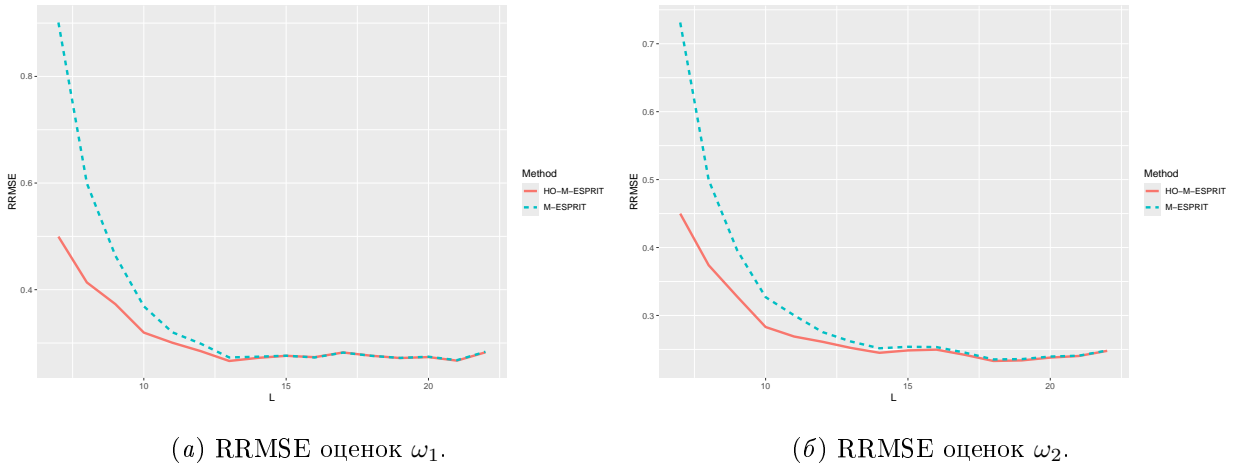 RRMSE
0.8
0.6
0.4
10
15
20
L
Method
HO−M−ESPRIT
M−ESPRIT
(а) RRMSE оценок ω₁.
RRMSE
0.7
0.6
0.5
0.4
0.3
10
15
20
L
Method
HO−M−ESPRIT
M−ESPRIT
(б) RRMSE оценок ω₂.